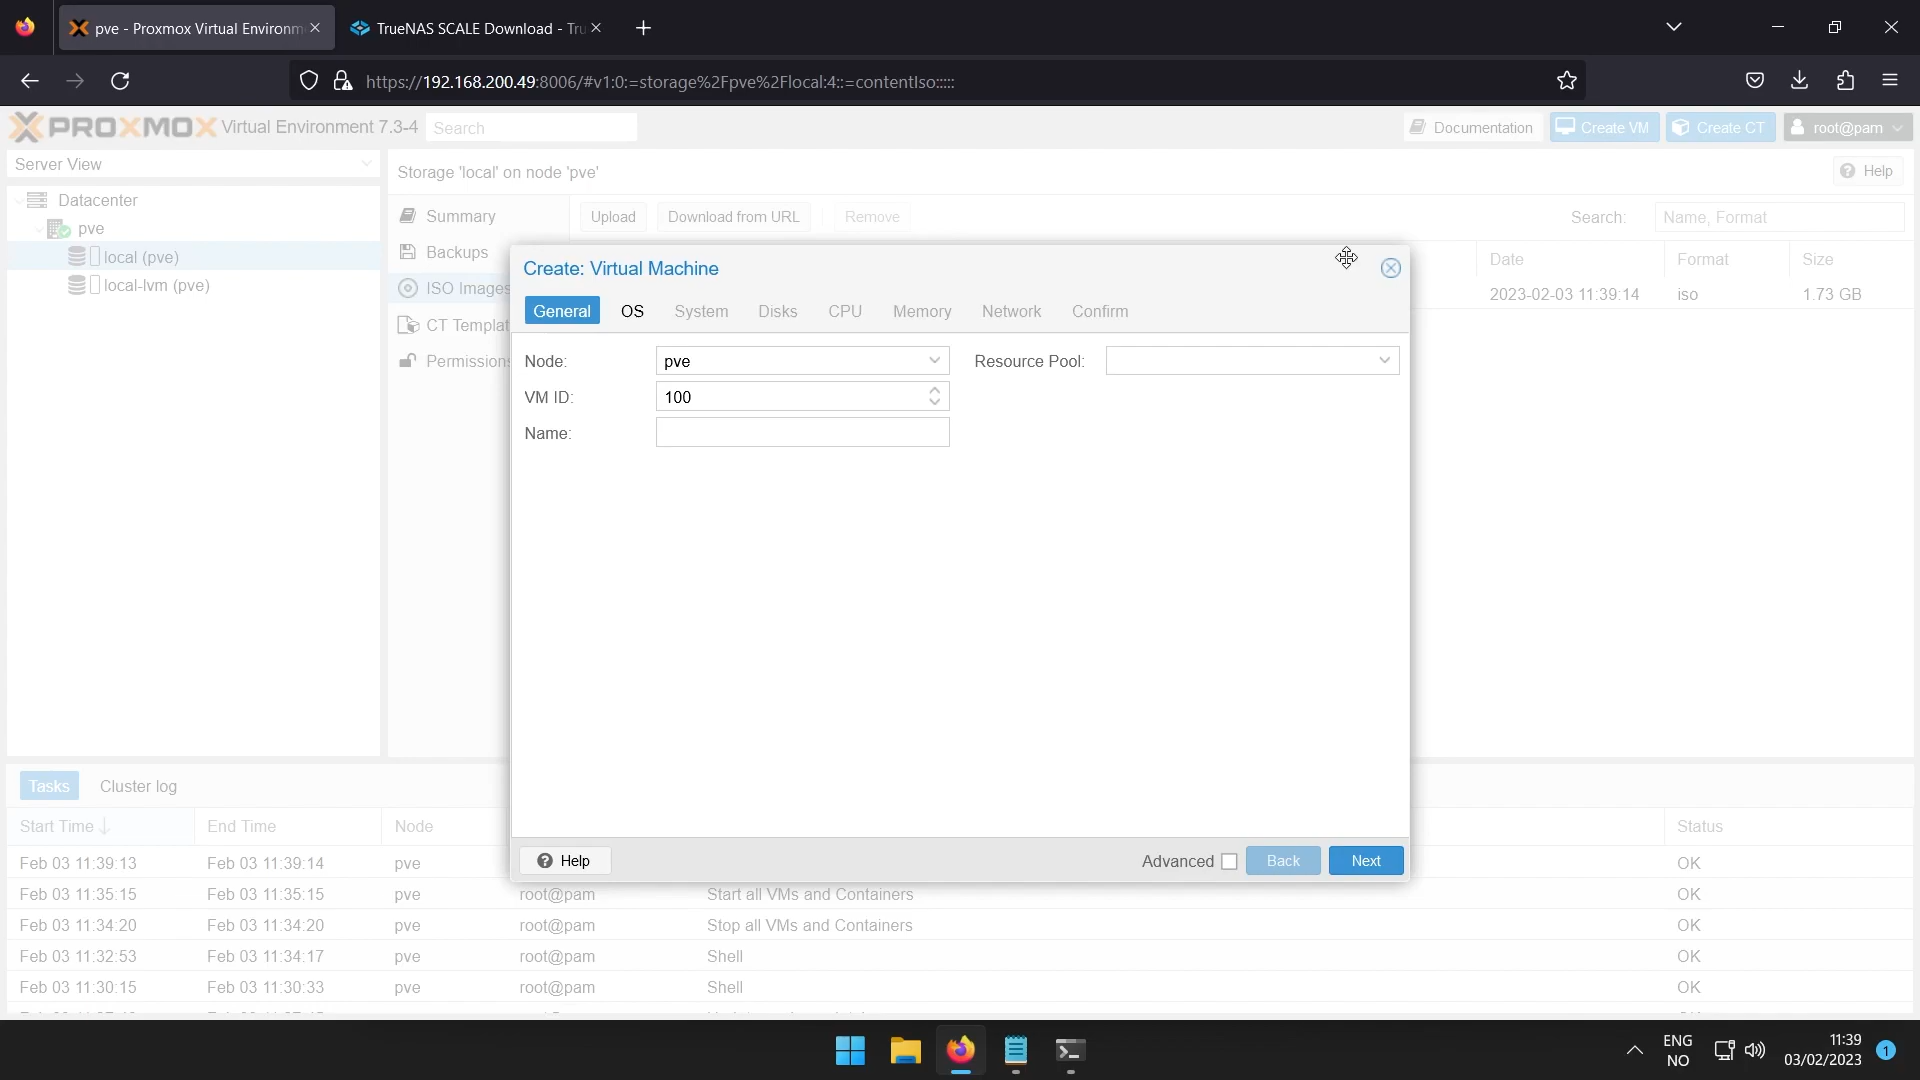 pve - Proxmox Virtual Environm
TrueNAS SCALE Download - Tru
https://192.168.200.49:8006/#v1:0:=storage%2Fpve%2Flocal:4::=contentIso:::::
PROXMOX Virtual Environment 7.3-4
Search
Documentation
Create VM
Create CT
root@pam
Server View
Storage 'local' on node 'pve'
Help
Datacenter
pve
local (pve)
local-lvm (pve)
Summary
Backups
ISO Images
CT Templat
Permissions
Upload
Download from URL
Remove
Search:
Name, Format
Date
Format
Size
2023-02-03 11:39:14
iso
1.73 GB
Create: Virtual Machine
General
OS
System
Disks
CPU
Memory
Network
Confirm
Node:
pve
Resource Pool:
VM ID:
100
Name:
Help
Advanced
Back
Next
Tasks
Cluster log
Start Time
End Time
Node
Status
Feb 03 11:39:13 Feb 03 11:39:14 pve OK
Feb 03 11:35:15 Feb 03 11:35:15 pve root@pam Start all VMs and Containers OK
Feb 03 11:34:20 Feb 03 11:34:20 pve root@pam Stop all VMs and Containers OK
Feb 03 11:32:53 Feb 03 11:34:17 pve root@pam Shell OK
Feb 03 11:30:15 Feb 03 11:30:33 pve root@pam Shell OK
ENG
NO
11:39
03/02/2023
1